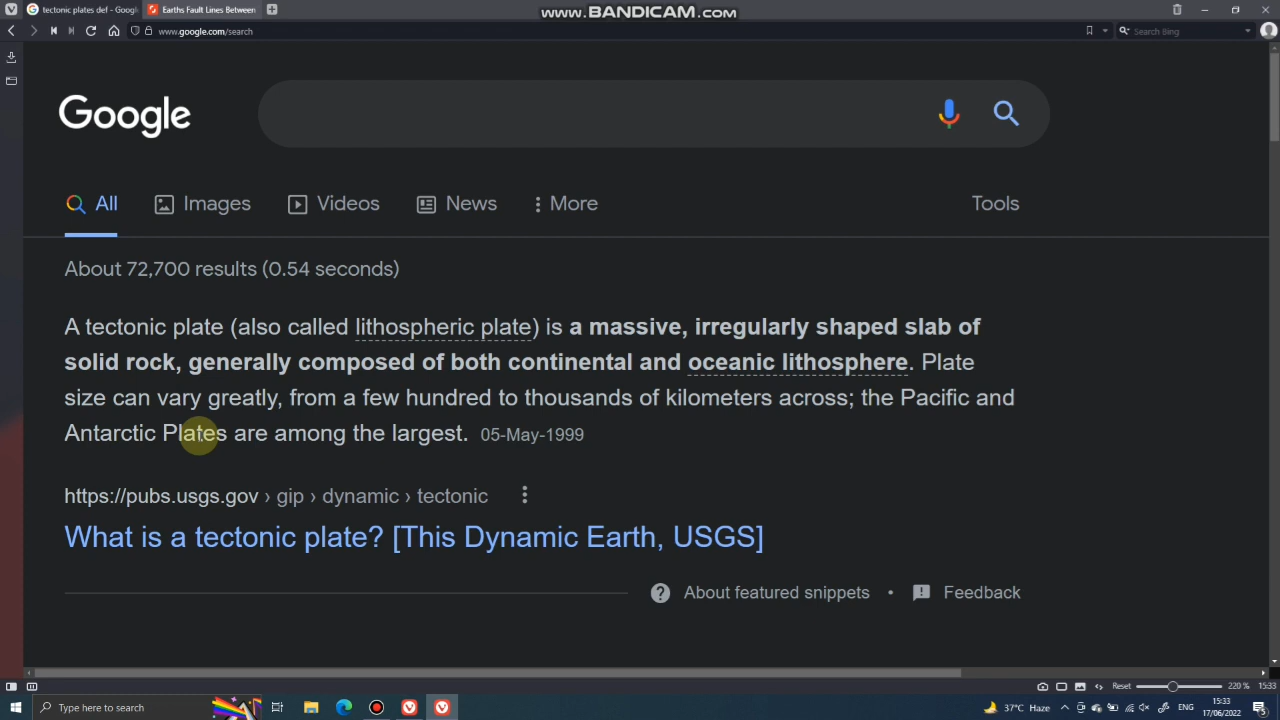 tectonic plates def - Googl
Earths Fault Lines Between
www.BANDICAM.com
www.google.com/search
Search Bing
Google
All
Images
Videos
News
More
Tools
About 72,700 results (0.54 seconds)
A tectonic plate (also called lithospheric plate) is a massive, irregularly shaped slab of
solid rock, generally composed of both continental and oceanic lithosphere. Plate
size can vary greatly, from a few hundred to thousands of kilometers across; the Pacific and
Antarctic Plates are among the largest. 05-May-1999
https://pubs.usgs.gov › gip › dynamic › tectonic
What is a tectonic plate? [This Dynamic Earth, USGS]
About featured snippets • Feedback
Reset 220 % 15:33
Type here to search
37°C Haze
ENG
15:33
17/06/2022